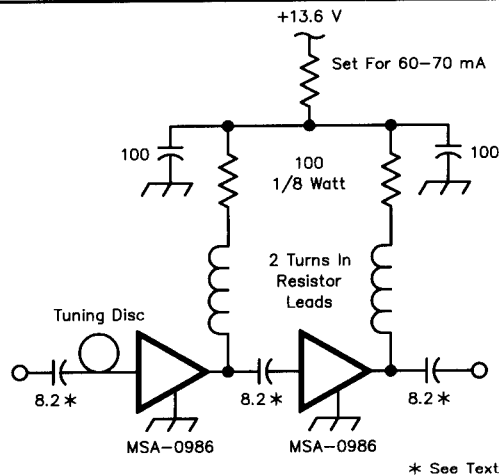 +13.6 V
Set For 60-70 mA
100
100
1/8 Watt
100
2 Turns In
Resistor
Leads
Tuning Disc
8.2*
8.2*
8.2*
MSA-0986
MSA-0986
* See Text